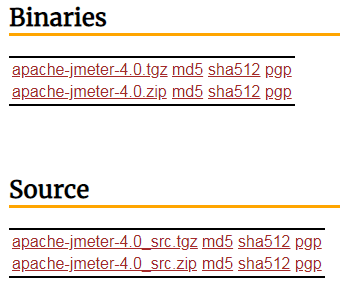 Binaries
apache-jmeter-4.0.tgz md5 sha512 pgp
apache-jmeter-4.0.zip md5 sha512 pgp
Source
apache-jmeter-4.0_src.tgz md5 sha512 pgp
apache-jmeter-4.0_src.zip md5 sha512 pgp